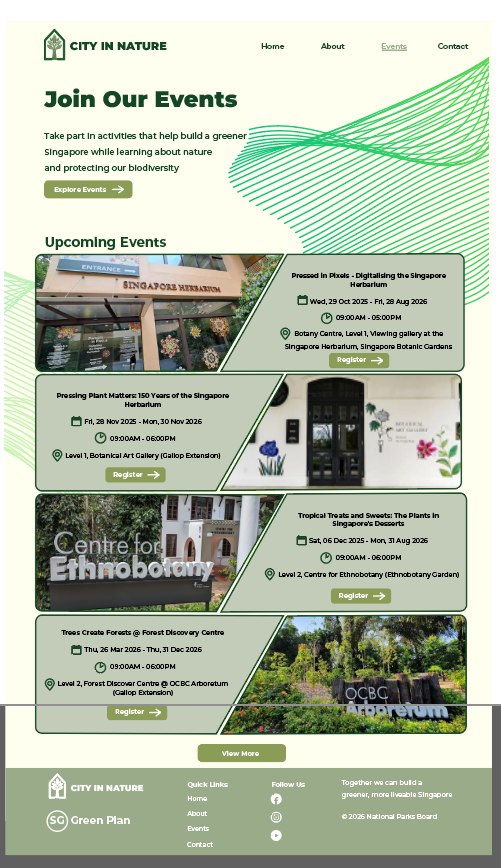 CITY IN NATURE
Home
About
Events
Contact
Join Our Events
Take part in activities that help build a greener
Singapore while learning about nature
and protecting our biodiversity
Explore Events
Upcoming Events
ENTRANCE
SINGAPORE HERBARIUM
Pressed in Pixels - Digitalising the Singapore
Herbarium
Wed, 29 Oct 2025 - Fri, 28 Aug 2026
09:00AM - 05:00PM
Botany Centre, Level 1, Viewing gallery at the
Singapore Herbarium, Singapore Botanic Gardens
Register
Pressing Plant Matters: 150 Years of the Singapore
Herbarium
Fri, 28 Nov 2025 - Mon, 30 Nov 2026
09:00AM - 06:00PM
Level 1, Botanical Art Gallery (Gallop Extension)
Register
BOTANICAL
ART GALLERY
Centre for
Ethnobotany
Tropical Treats and Sweets: The Plants in
Singapore's Desserts
Sat, 06 Dec 2025 - Mon, 31 Aug 2026
09:00AM - 06:00PM
Level 2, Centre for Ethnobotany (Ethnobotany Garden)
Register
Trees Create Forests @ Forest Discovery Centre
Thu, 26 Mar 2026 - Thu, 31 Dec 2026
09:00AM - 06:00PM
Level 2, Forest Discover Centre @ OCBC Arboretum
(Gallop Extension)
Register
OCBC
Arboretum
View More
CITY IN NATURE
SG Green Plan
Quick Links
Home
About
Events
Contact
Follow Us
Together we can build a
greener, more liveable Singapore
© 2026 National Parks Board